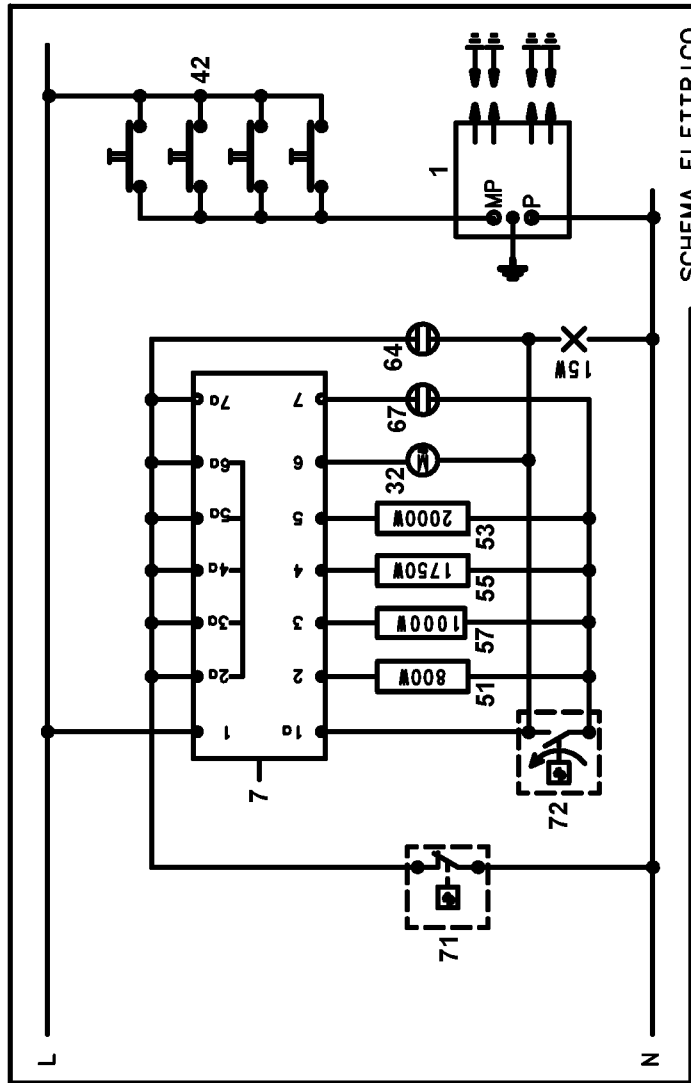 L
42
1 2a 3a 4a 5a 6a 7a
7
1a 2 3 4 5 6 7
32 67 64
800W 1000W 1750W 2000W M
1
71
51 57 55 53
MP
P
72
15W
N
SCHEMA ELETTRICO